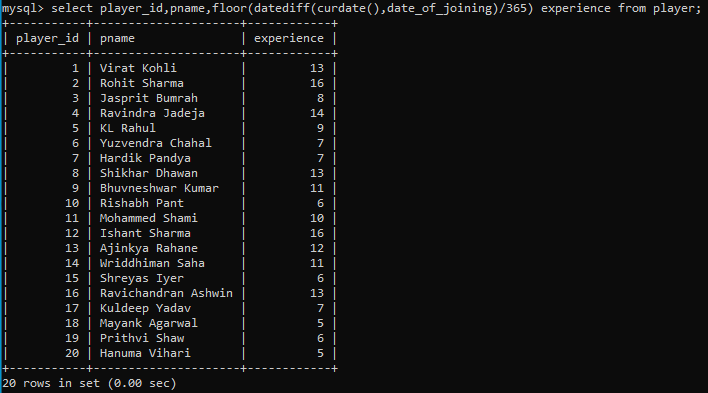 mysql> select player_id,pname,floor(datediff(curdate(),date_of_joining)/365) experience from player;
+-----------+---------------------+------------+
| player_id | pname               | experience |
+-----------+---------------------+------------+
|         1 | Virat Kohli         |         13 |
|         2 | Rohit Sharma        |         16 |
|         3 | Jasprit Bumrah      |          8 |
|         4 | Ravindra Jadeja     |         14 |
|         5 | KL Rahul            |          9 |
|         6 | Yuzvendra Chahal    |          7 |
|         7 | Hardik Pandya       |          7 |
|         8 | Shikhar Dhawan      |         13 |
|         9 | Bhuvneshwar Kumar   |         11 |
|        10 | Rishabh Pant        |          6 |
|        11 | Mohammed Shami      |         10 |
|        12 | Ishant Sharma       |         16 |
|        13 | Ajinkya Rahane      |         12 |
|        14 | Wriddhiman Saha     |         11 |
|        15 | Shreyas Iyer        |          6 |
|        16 | Ravichandran Ashwin |         13 |
|        17 | Kuldeep Yadav       |          7 |
|        18 | Mayank Agarwal      |          5 |
|        19 | Prithvi Shaw        |          6 |
|        20 | Hanuma Vihari       |          5 |
+-----------+---------------------+------------+
20 rows in set (0.00 sec)